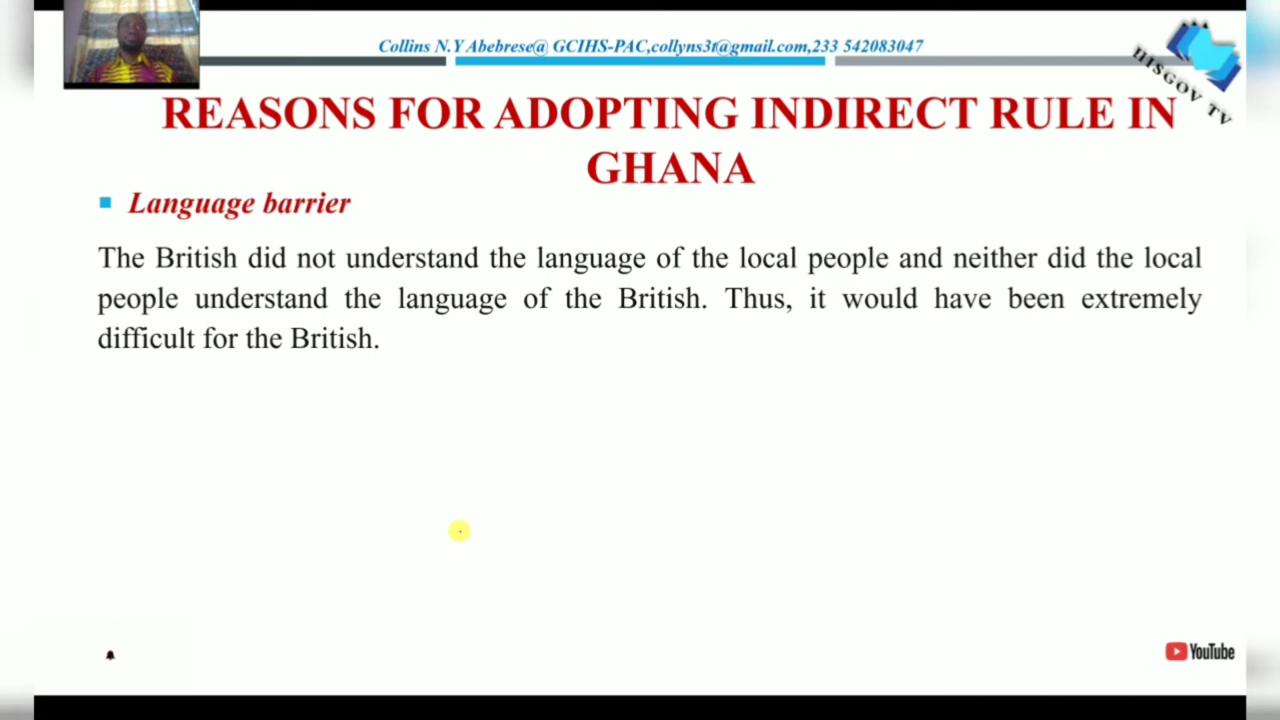 Collins N.Y Abebrese@ GCIHS-PAC,collyns3t@gmail.com,233 542083047
HISGOV TV
REASONS FOR ADOPTING INDIRECT RULE IN
GHANA
Language barrier
The British did not understand the language of the local people and neither did the local
people understand the language of the British. Thus, it would have been extremely
difficult for the British.
YouTube